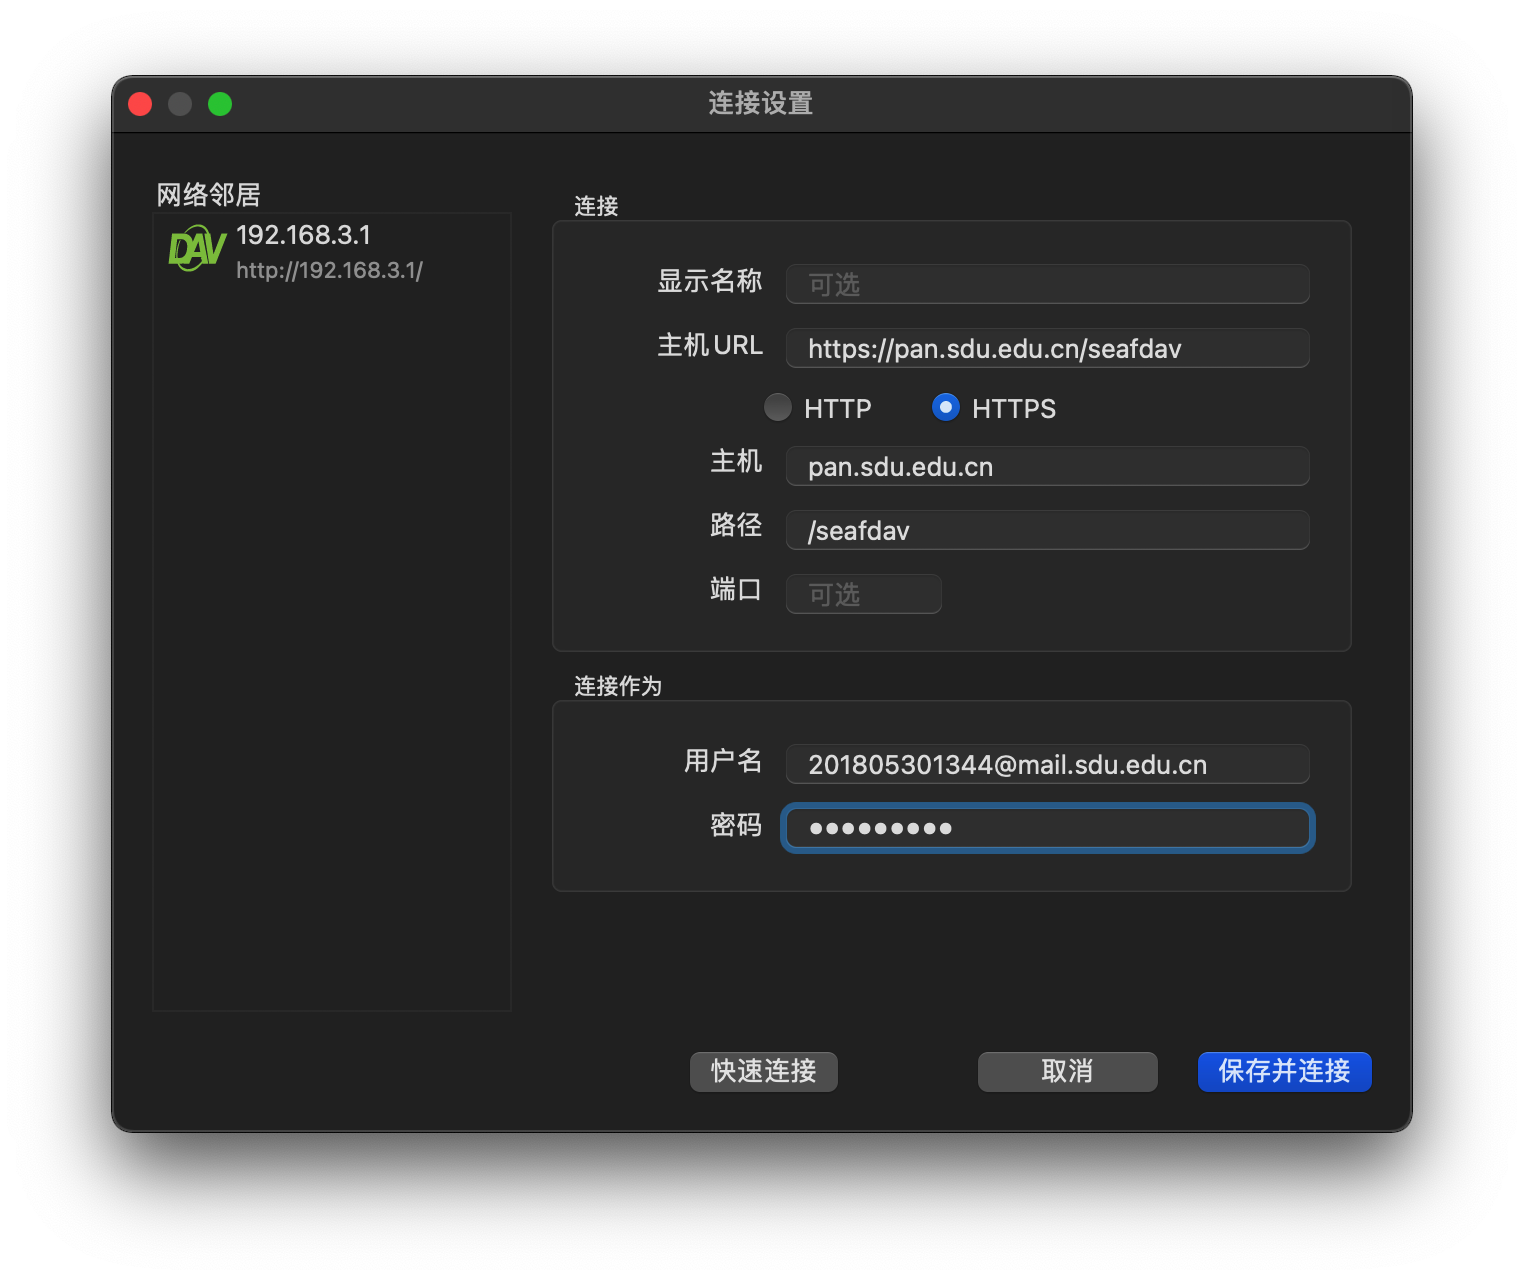 连接设置
网络邻居
DAV
192.168.3.1
http://192.168.3.1/
连接
显示名称 可选
主机URL https://pan.sdu.edu.cn/seafdav
HTTP HTTPS
主机 pan.sdu.edu.cn
路径 /seafdav
端口 可选
连接作为
用户名 201805301344@mail.sdu.edu.cn
密码 •••••••••
快速连接 取消 保存并连接